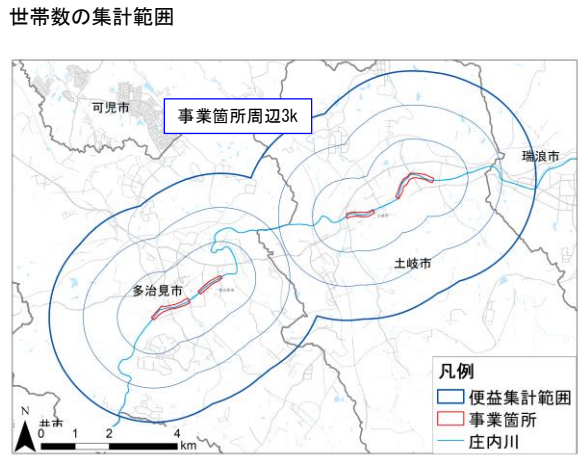 世帯数の集計範囲
可児市
事業箇所周辺3k
瑞浪市
土岐市
多治見市
凡例
便益集計範囲
事業箇所
庄内川
井市
N
0 1 2 4
km